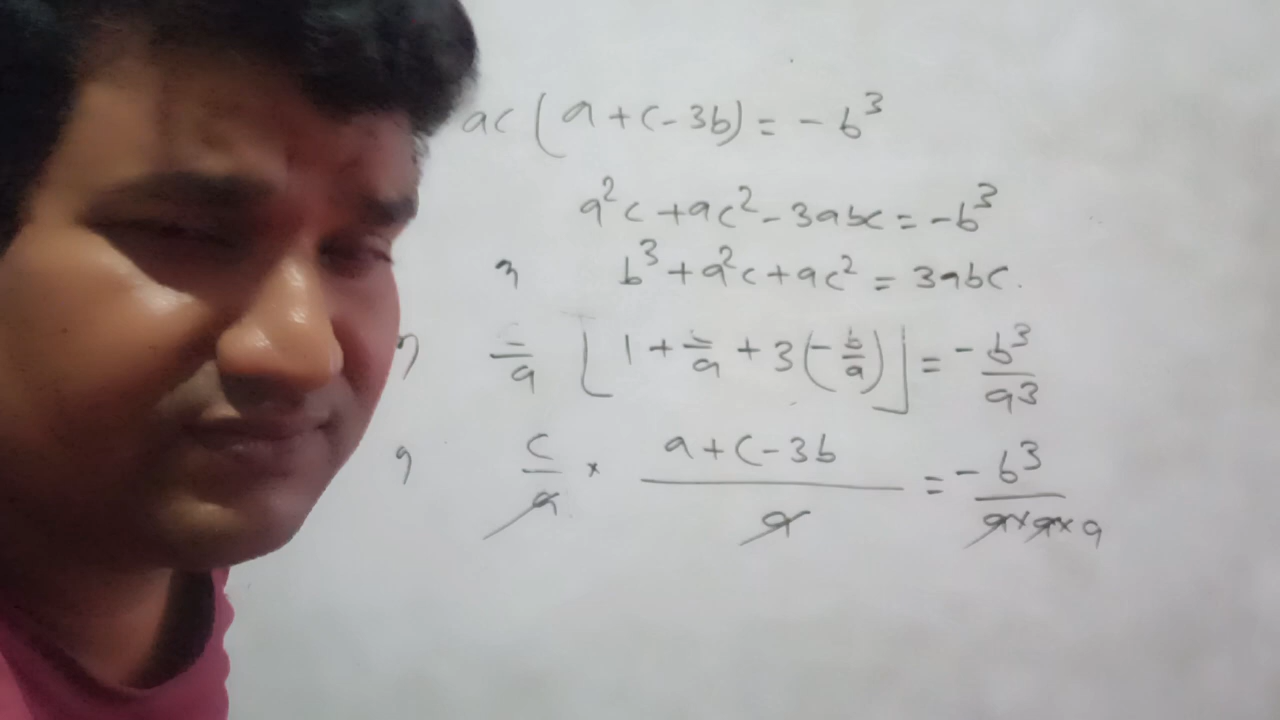 ac(a+c-3b) = -b³
a²c+ac²-3abc = -b³
b³+a²c+ac² = 3abc.
/a [1+ /a +3(-b/a)] = -b³/a³
c/a × (a+c-3b)/a = -b³/(a×a×a)